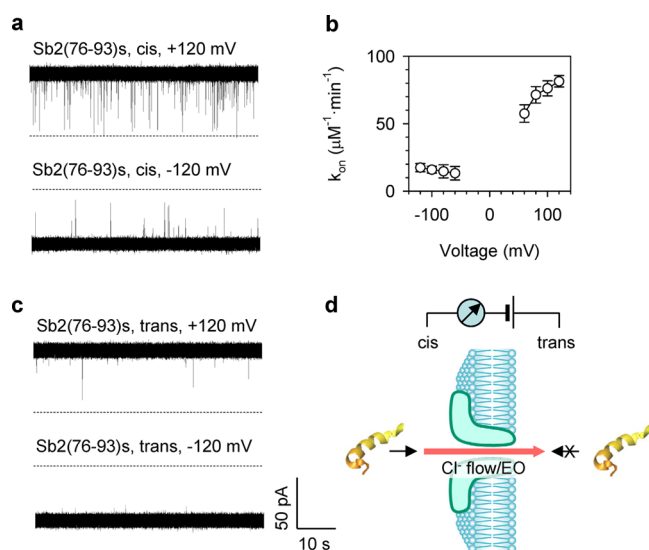 a
Sb2(76-93)s, cis, +120 mV
Sb2(76-93)s, cis, -120 mV
b
100
50
0
-100
0
100
kon (µM⁻¹·min⁻¹)
Voltage (mV)
c
Sb2(76-93)s, trans, +120 mV
Sb2(76-93)s, trans, -120 mV
50 pA
10 s
d
cis
trans
Cl⁻ flow/EO